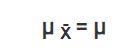 μ x̄ = μ